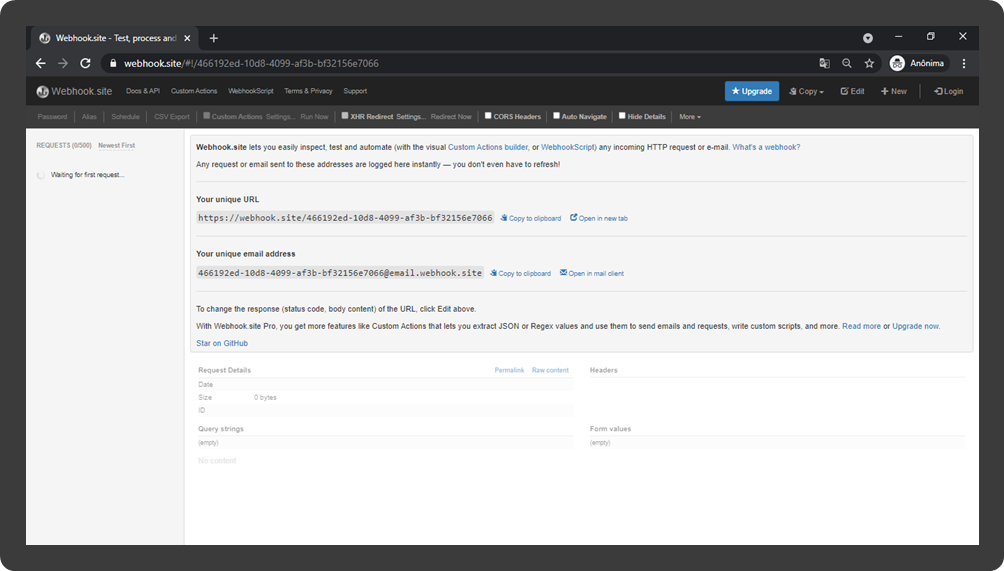 Webhook.site - Test, process and
webhook.site/#!/466192ed-10d8-4099-af3b-bf32156e7066
Anônima
Webhook.site Docs & API Custom Actions WebhookScript Terms & Privacy Support Upgrade Copy Edit New Login
Password Alias Schedule CSV Export Custom Actions Settings... Run Now XHR Redirect Settings... Redirect Now CORS Headers Auto Navigate Hide Details More
REQUESTS (0/500) Newest First
Waiting for first request...
Webhook.site lets you easily inspect, test and automate (with the visual Custom Actions builder, or WebhookScript) any incoming HTTP request or e-mail. What's a webhook?
Any request or email sent to these addresses are logged here instantly — you don't even have to refresh!
Your unique URL
https://webhook.site/466192ed-10d8-4099-af3b-bf32156e7066 Copy to clipboard Open in new tab
Your unique email address
466192ed-10d8-4099-af3b-bf32156e7066@email.webhook.site Copy to clipboard Open in mail client
To change the response (status code, body content) of the URL, click Edit above.
With Webhook.site Pro, you get more features like Custom Actions that lets you extract JSON or Regex values and use them to send emails and requests, write custom scripts, and more. Read more or Upgrade now.
Star on GitHub
Request Details Permalink Raw content Headers
Date
Size 0 bytes
ID
Query strings Form values
(empty) (empty)
No content